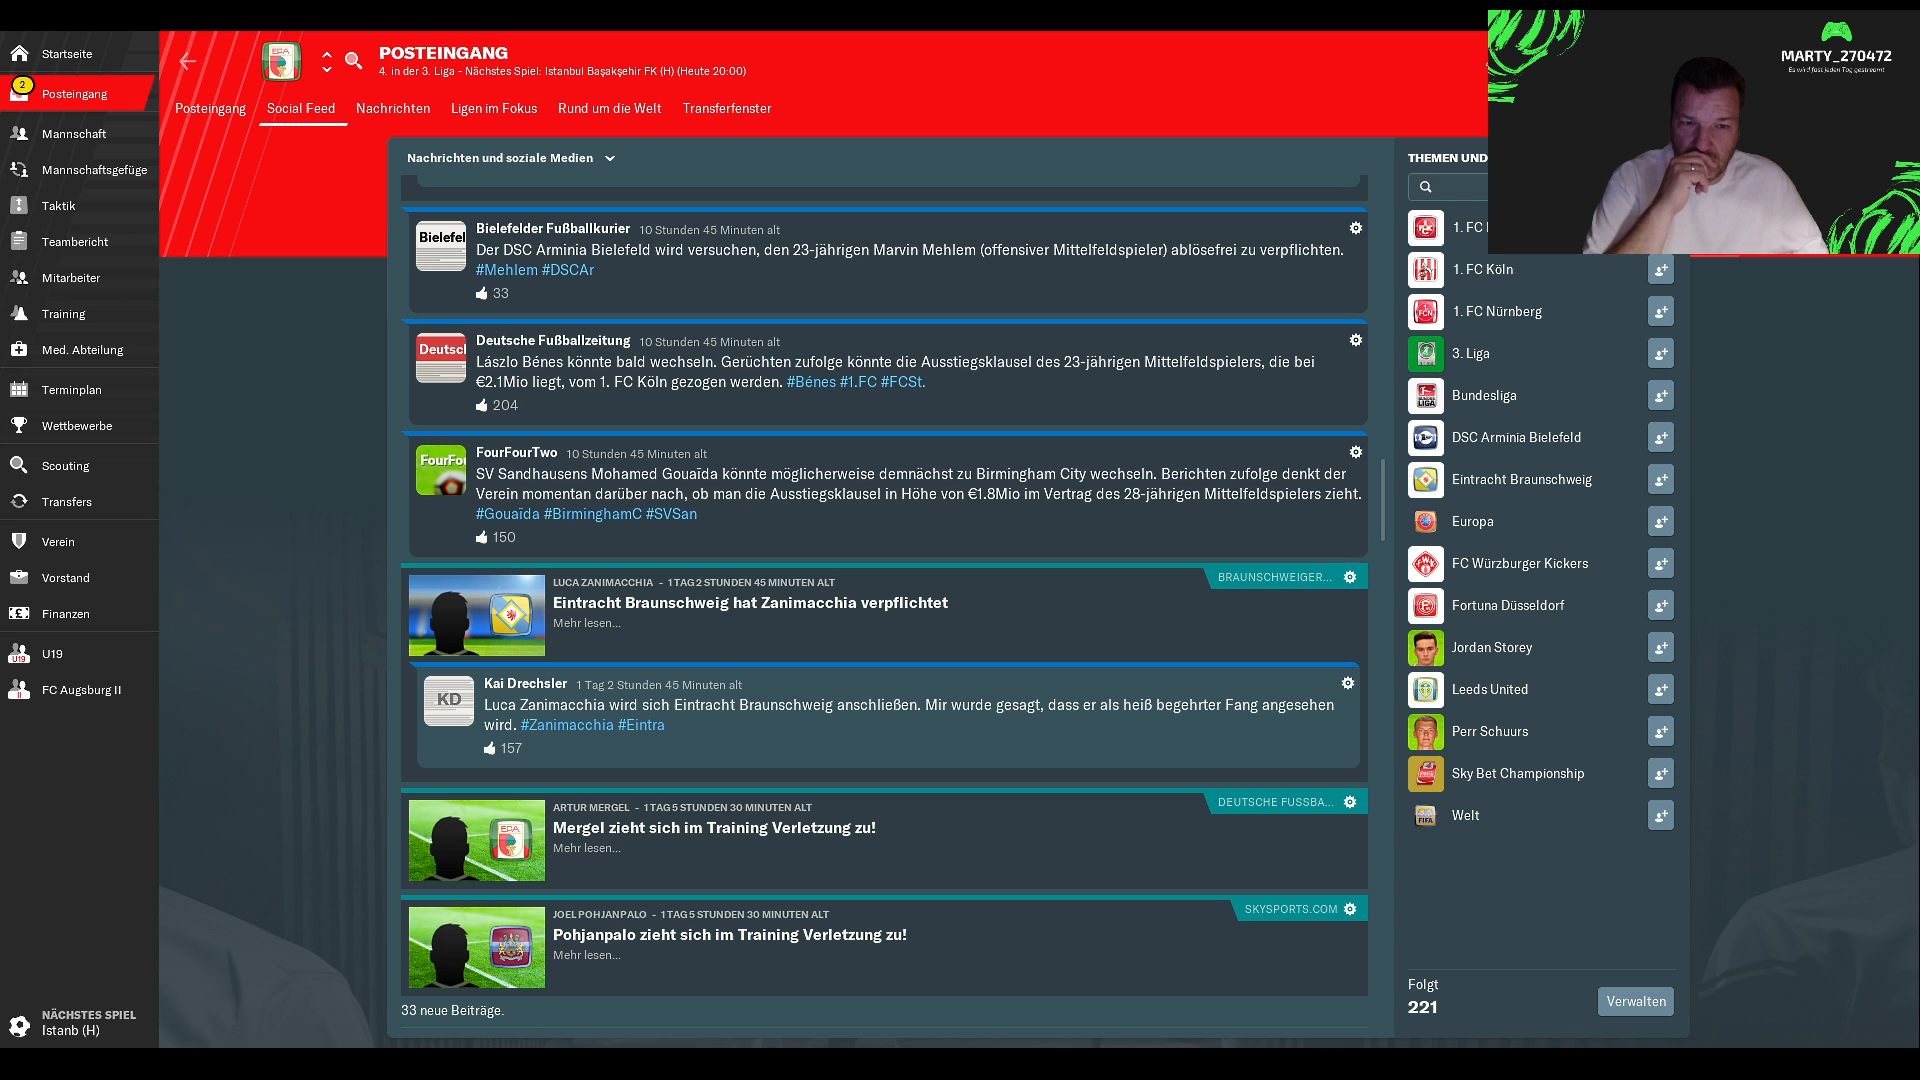 Startseite
2
Posteingang
Mannschaft
Mannschaftsgefüge
Taktik
Teambericht
Mitarbeiter
Training
Med. Abteilung
Terminplan
Wettbewerbe
Scouting
Transfers
Verein
Vorstand
Finanzen
U19
U19
II
FC Augsburg II
NÄCHSTES SPIEL
Istanb (H)
POSTEINGANG
4. in der 3. Liga - Nächstes Spiel: Istanbul Başakşehir FK (H) (Heute 20:00)
Posteingang Social Feed Nachrichten Ligen im Fokus Rund um die Welt Transferfenster
Nachrichten und soziale Medien
Bielefel
Bielefelder Fußballkurier 10 Stunden 45 Minuten alt
Der DSC Arminia Bielefeld wird versuchen, den 23-jährigen Marvin Mehlem (offensiver Mittelfeldspieler) ablösefrei zu verpflichten.
#Mehlem #DSCAr
33
Deutsch
Deutsche Fußballzeitung 10 Stunden 45 Minuten alt
Lászlo Bénes könnte bald wechseln. Gerüchten zufolge könnte die Ausstiegsklausel des 23-jährigen Mittelfeldspielers, die bei
€2.1Mio liegt, vom 1. FC Köln gezogen werden. #Bénes #1.FC #FCSt.
204
FourFou
FourFourTwo 10 Stunden 45 Minuten alt
SV Sandhausens Mohamed Gouaïda könnte möglicherweise demnächst zu Birmingham City wechseln. Berichten zufolge denkt der
Verein momentan darüber nach, ob man die Ausstiegsklausel in Höhe von €1.8Mio im Vertrag des 28-jährigen Mittelfeldspielers zieht.
#Gouaïda #BirminghamC #SVSan
150
LUCA ZANIMACCHIA - 1 TAG 2 STUNDEN 45 MINUTEN ALT
BRAUNSCHWEIGER...
Eintracht Braunschweig hat Zanimacchia verpflichtet
Mehr lesen...
KD
Kai Drechsler 1 Tag 2 Stunden 45 Minuten alt
Luca Zanimacchia wird sich Eintracht Braunschweig anschließen. Mir wurde gesagt, dass er als heiß begehrter Fang angesehen
wird. #Zanimacchia #Eintra
157
ARTUR MERGEL - 1 TAG 5 STUNDEN 30 MINUTEN ALT
DEUTSCHE FUSSBA...
Mergel zieht sich im Training Verletzung zu!
Mehr lesen...
JOEL POHJANPALO - 1 TAG 5 STUNDEN 30 MINUTEN ALT
SKYSPORTS.COM
Pohjanpalo zieht sich im Training Verletzung zu!
Mehr lesen...
33 neue Beiträge.
THEMEN UND
1. FC
1. FC Köln
1. FC Nürnberg
3. Liga
Bundesliga
DSC Arminia Bielefeld
Eintracht Braunschweig
Europa
FC Würzburger Kickers
Fortuna Düsseldorf
Jordan Storey
Leeds United
Perr Schuurs
Sky Bet Championship
Welt
Folgt
221
Verwalten
MARTY_270472
Es wird fast jeden Tag gestreamt